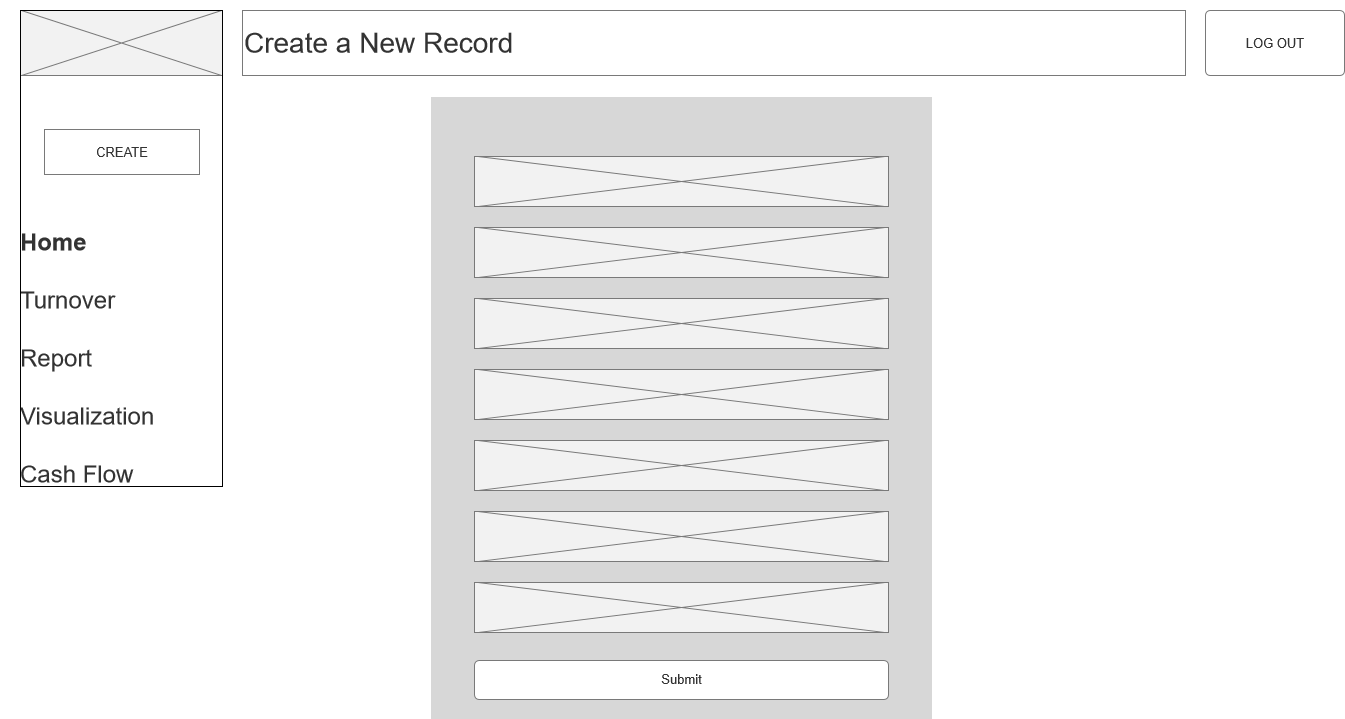 Create a New Record
LOG OUT
CREATE
Home
Turnover
Report
Visualization
Cash Flow
Submit